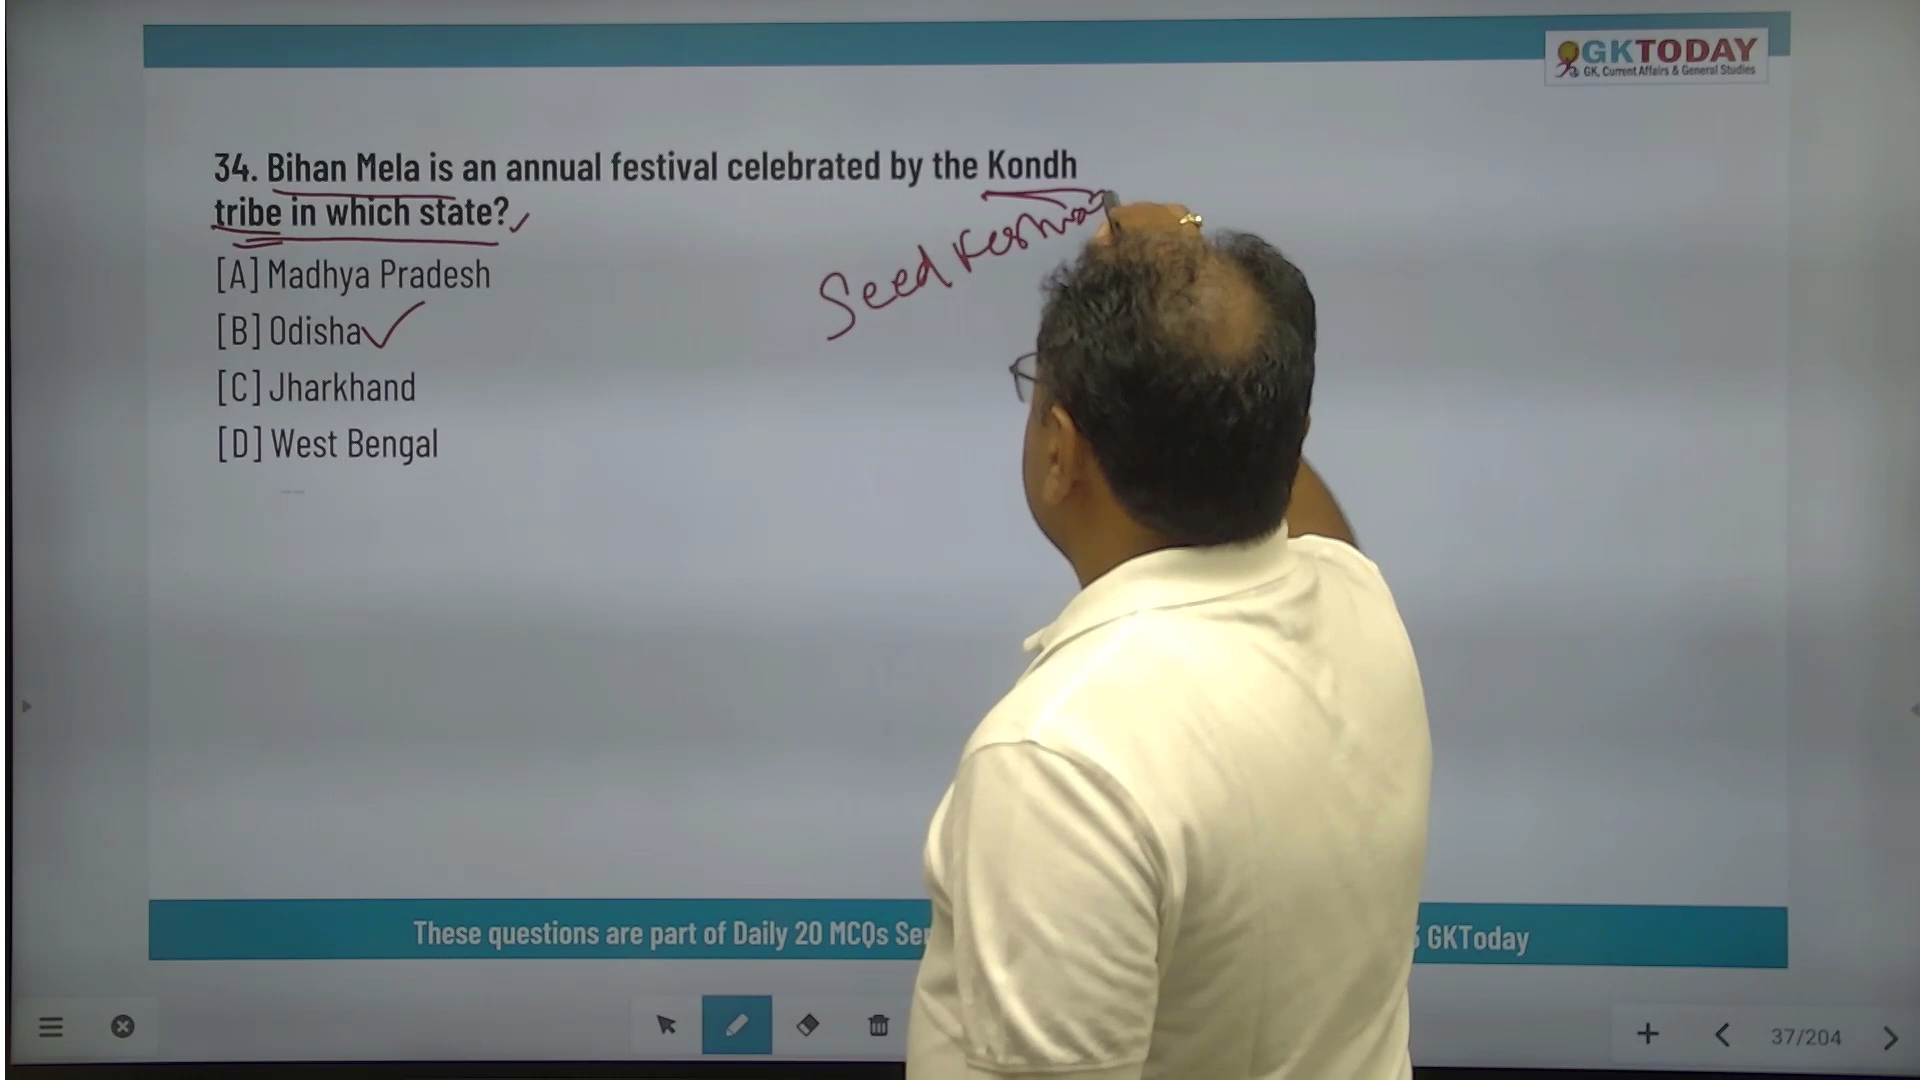 GKTODAY
GK, Current Affairs & General Studies
34. Bihan Mela is an annual festival celebrated by the Kondh
tribe in which state?
[A] Madhya Pradesh
[B] Odisha
[C] Jharkhand
[D] West Bengal
Seed
These questions are part of Daily 20 MCQs
GKToday
37/204